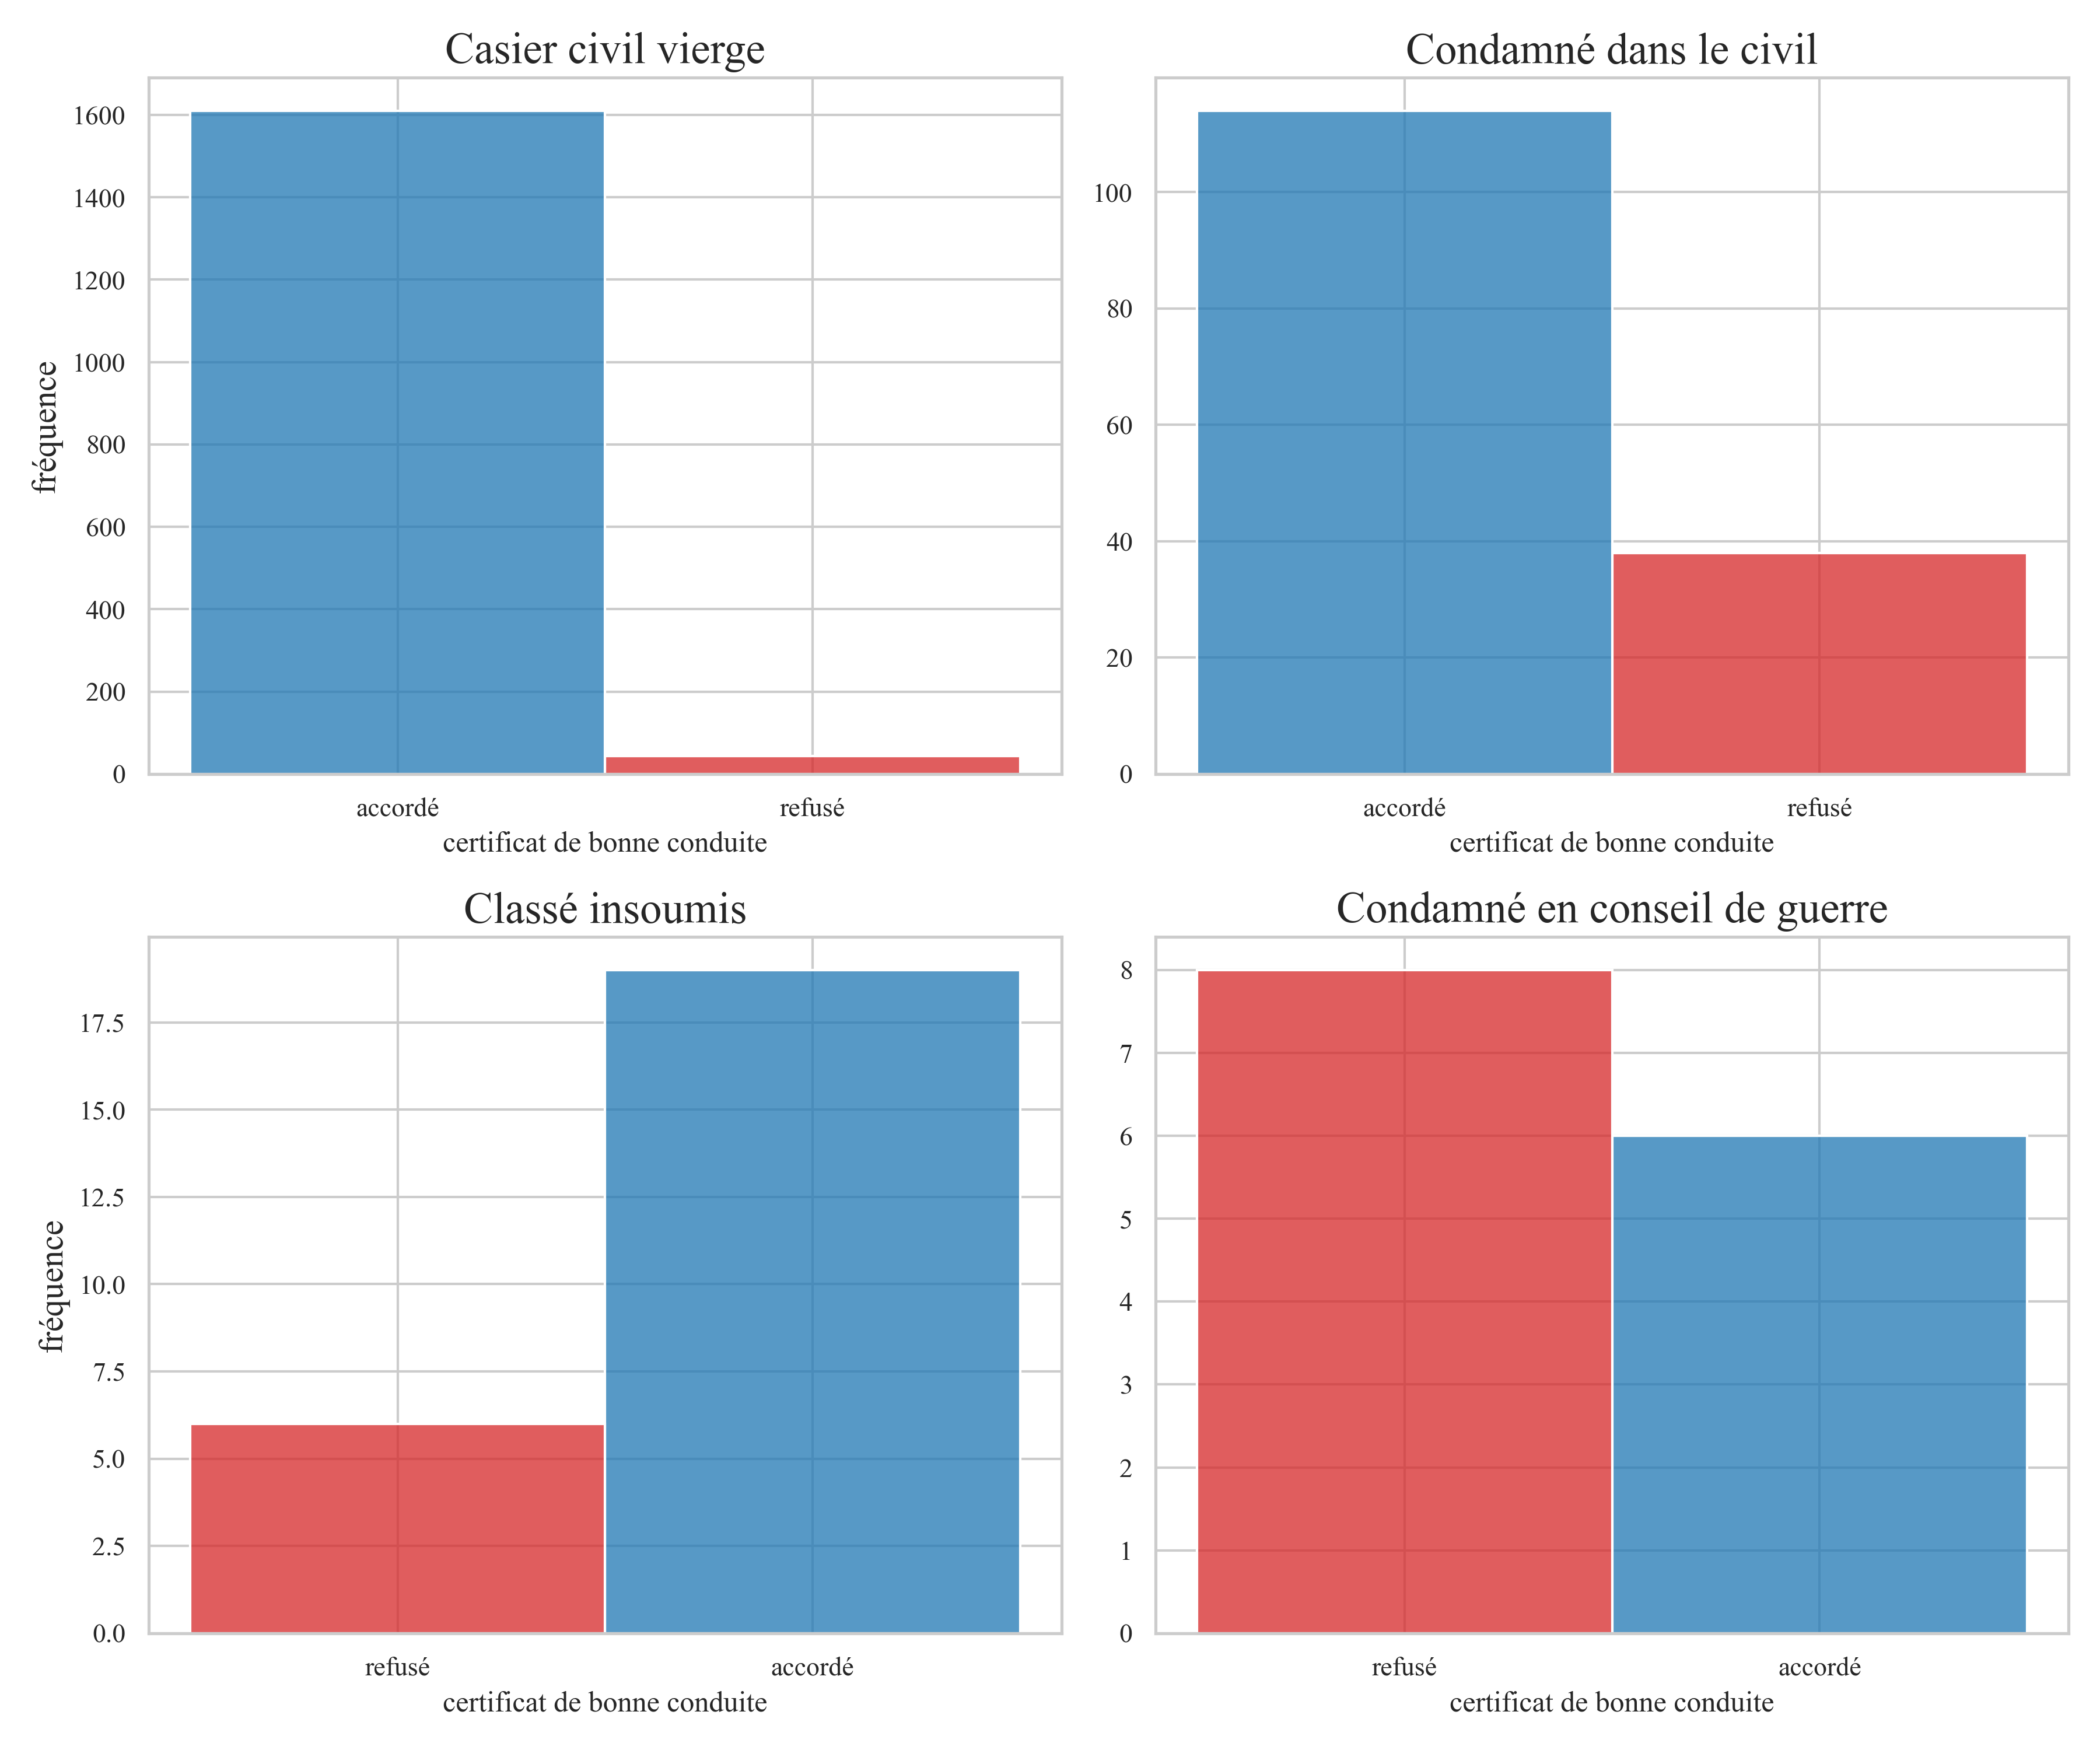 Casier civil vierge
fréquence
1600
1400
1200
1000
800
600
400
200
0
accordé refusé
certificat de bonne conduite
Condamné dans le civil
100
80
60
40
20
0
accordé refusé
certificat de bonne conduite
Classé insoumis
fréquence
17.5
15.0
12.5
10.0
7.5
5.0
2.5
0.0
refusé accordé
certificat de bonne conduite
Condamné en conseil de guerre
8
7
6
5
4
3
2
1
0
refusé accordé
certificat de bonne conduite